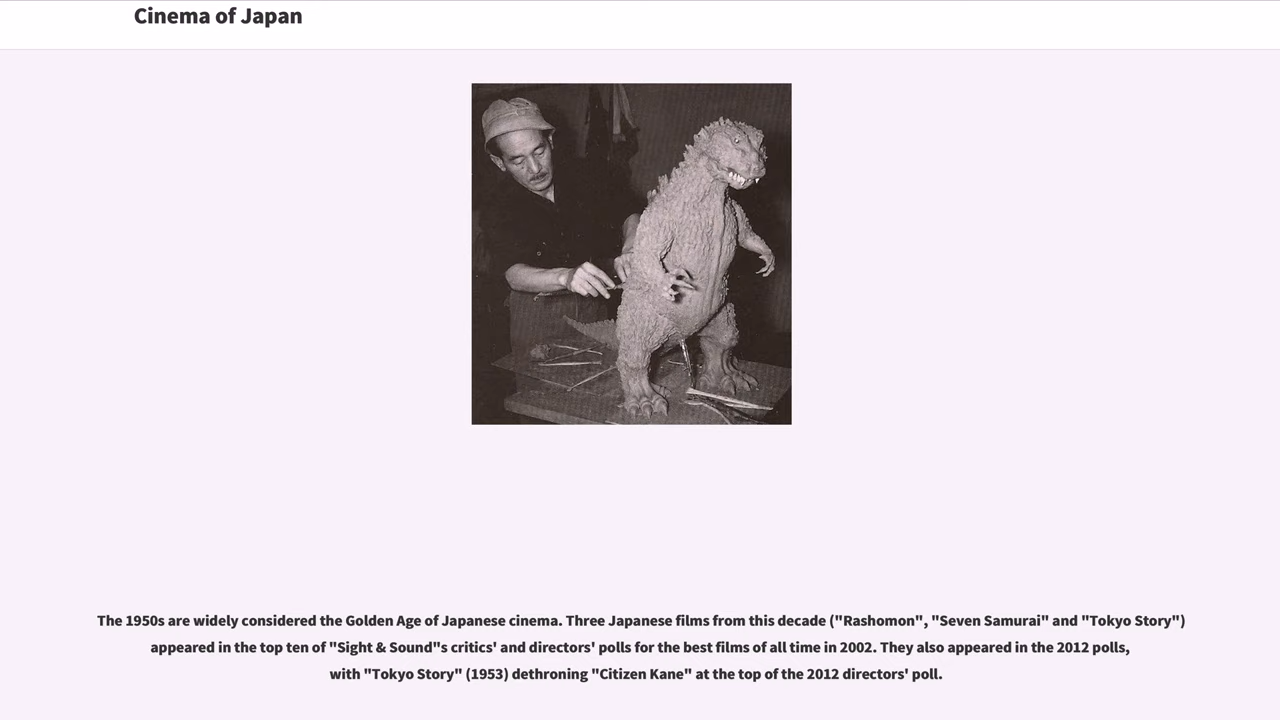 Cinema of Japan
The 1950s are widely considered the Golden Age of Japanese cinema. Three Japanese films from this decade ("Rashomon", "Seven Samurai" and "Tokyo Story")
appeared in the top ten of "Sight & Sound"s critics' and directors' polls for the best films of all time in 2002. They also appeared in the 2012 polls,
with "Tokyo Story" (1953) dethroning "Citizen Kane" at the top of the 2012 directors' poll.